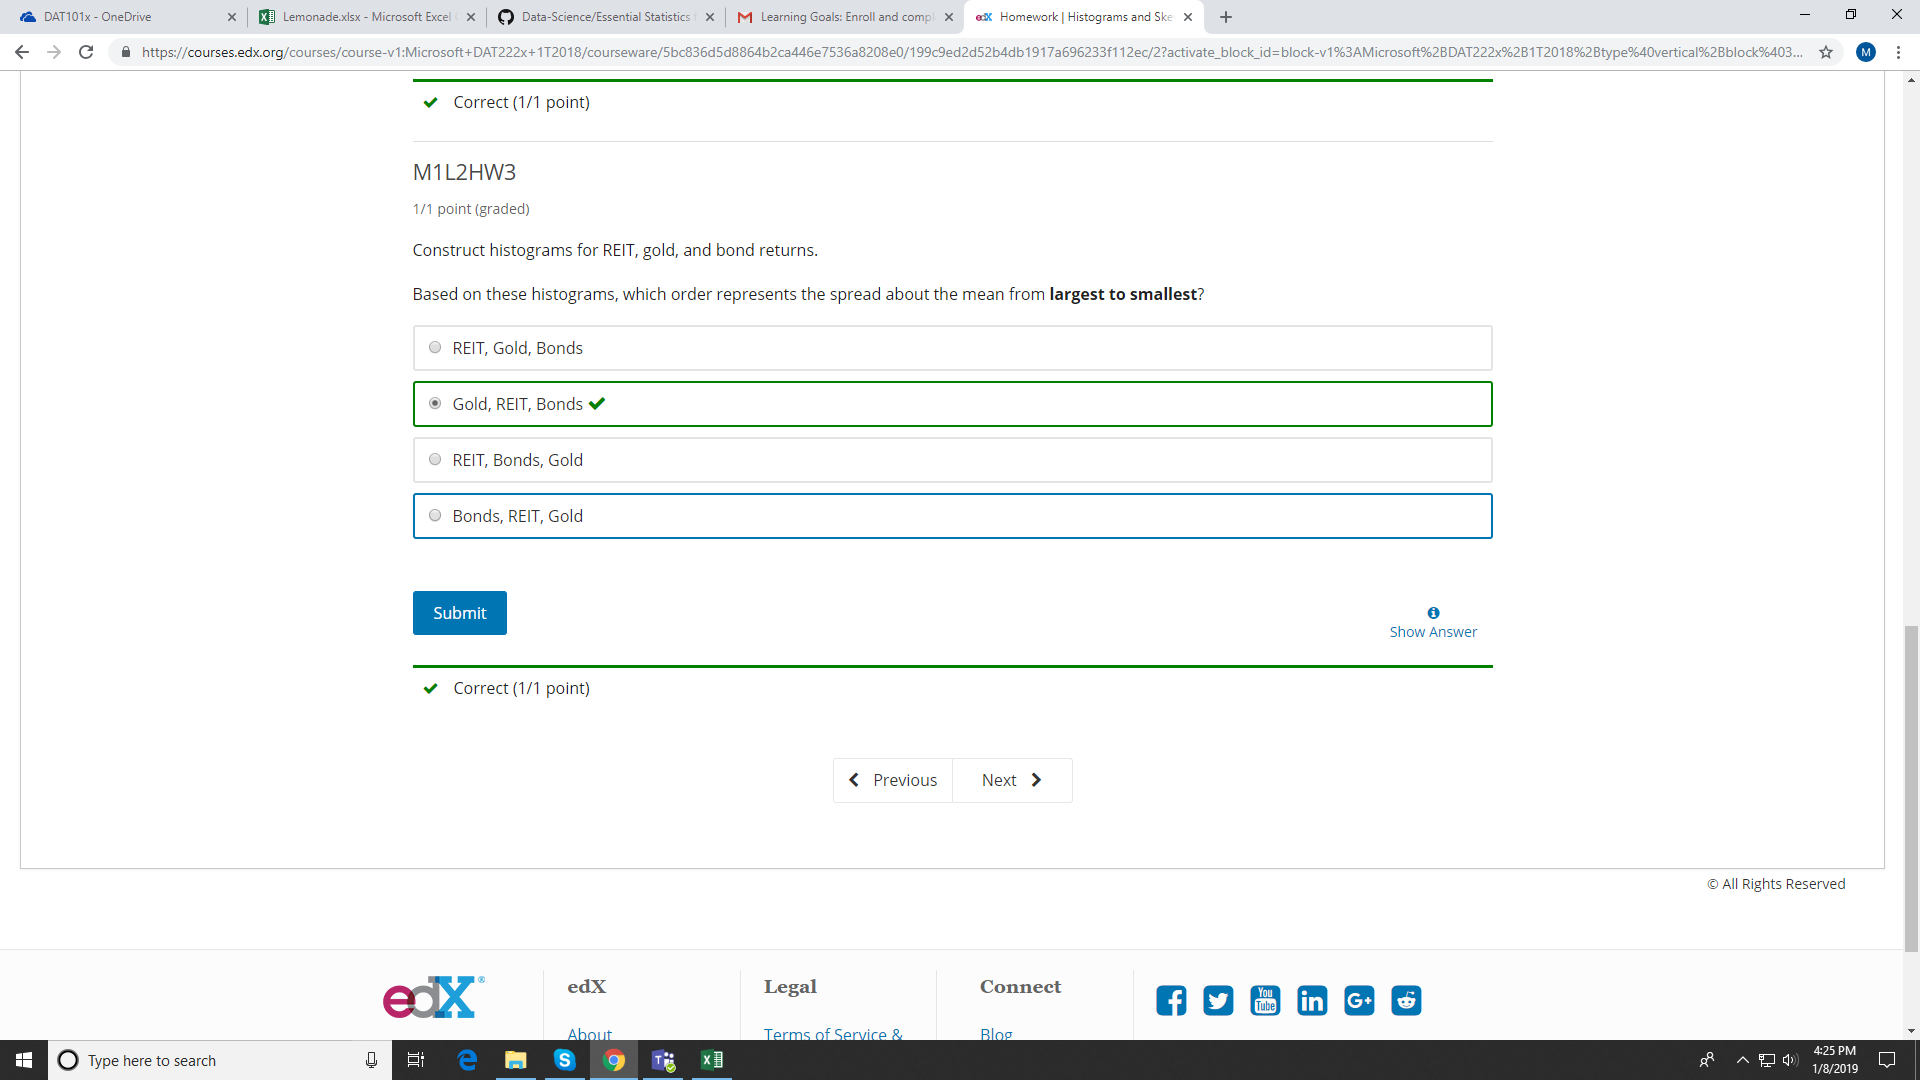 DAT101x - OneDrive
Lemonade.xlsx - Microsoft Excel
Data-Science/Essential Statistics
Learning Goals: Enroll and comp
edX Homework | Histograms and Ske
https://courses.edx.org/courses/course-v1:Microsoft+DAT222x+1T2018/courseware/5bc836d5d8864b2ca446e7536a8208e0/199c9ed2d52b4db1917a696233f112ec/2?activate_block_id=block-v1%3AMicrosoft%2BDAT222x%2B1T2018%2Btype%40vertical%2Bblock%403...
M
Correct (1/1 point)
M1L2HW3
1/1 point (graded)
Construct histograms for REIT, gold, and bond returns.
Based on these histograms, which order represents the spread about the mean from largest to smallest?
REIT, Gold, Bonds
Gold, REIT, Bonds
REIT, Bonds, Gold
Bonds, REIT, Gold
Submit
Show Answer
Correct (1/1 point)
Previous
Next
© All Rights Reserved
edX®
edX
Legal
Connect
You Tube
in
G+
About
Terms of Service &
Blog
Type here to search
4:25 PM
1/8/2019